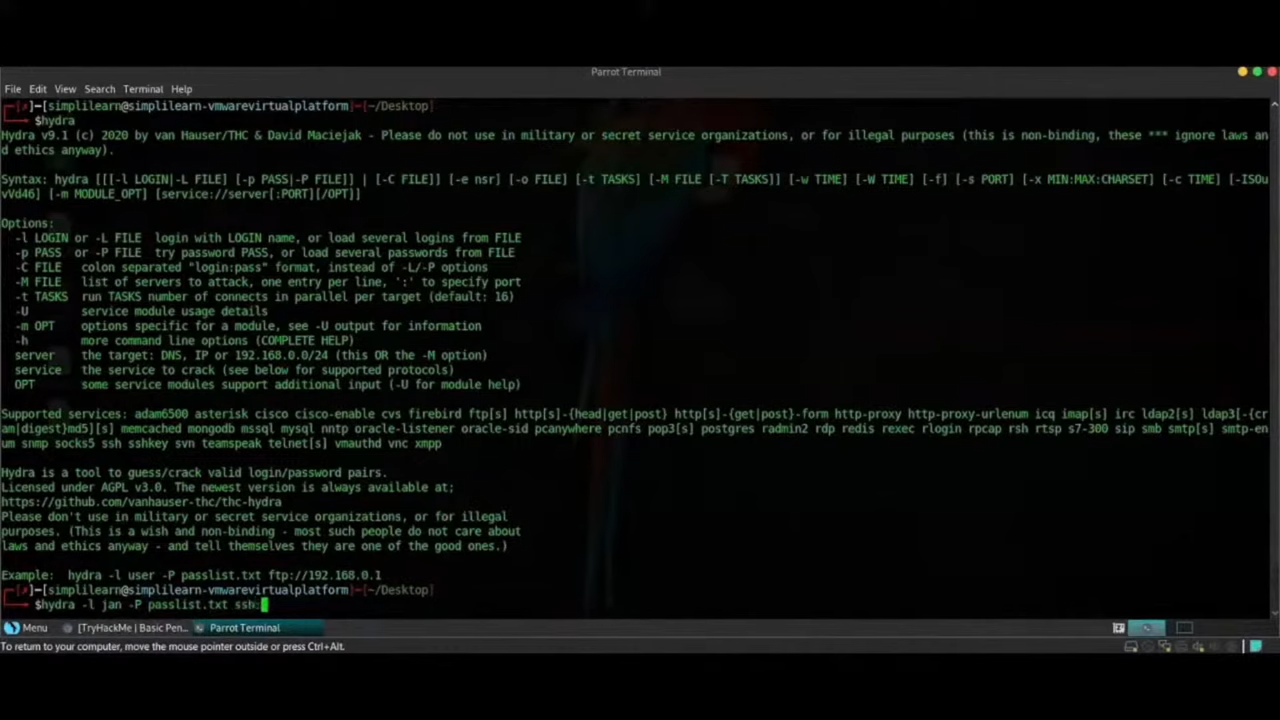 Parrot Terminal
File Edit View Search Terminal Help
┌─[✗]─[simplilearn@simplilearn-vmwarevirtualplatform]─[~/Desktop]
└──╼ $hydra
Hydra v9.1 (c) 2020 by van Hauser/THC & David Maciejak - Please do not use in military or secret service organizations, or for illegal purposes (this is non-binding, these *** ignore laws an
d ethics anyway).
Syntax: hydra [[[-l LOGIN|-L FILE] [-p PASS|-P FILE]] | [-C FILE]] [-e nsr] [-o FILE] [-t TASKS] [-M FILE [-T TASKS]] [-w TIME] [-W TIME] [-f] [-s PORT] [-x MIN:MAX:CHARSET] [-c TIME] [-ISOu
vVd46] [-m MODULE_OPT] [service://server[:PORT][/OPT]]
Options:
-l LOGIN or -L FILE login with LOGIN name, or load several logins from FILE
-p PASS or -P FILE try password PASS, or load several passwords from FILE
-C FILE colon separated "login:pass" format, instead of -L/-P options
-M FILE list of servers to attack, one entry per line, ':' to specify port
-t TASKS run TASKS number of connects in parallel per target (default: 16)
-U service module usage details
-m OPT options specific for a module, see -U output for information
-h more command line options (COMPLETE HELP)
server the target: DNS, IP or 192.168.0.0/24 (this OR the -M option)
service the service to crack (see below for supported protocols)
OPT some service modules support additional input (-U for module help)
Supported services: adam6500 asterisk cisco cisco-enable cvs firebird ftp[s] http[s]-{head|get|post} http[s]-{get|post}-form http-proxy http-proxy-urlenum icq imap[s] irc ldap2[s] ldap3[-{cr
am|digest}md5][s] memcached mongodb mssql mysql nntp oracle-listener oracle-sid pcanywhere pcnfs pop3[s] postgres radmin2 rdp redis rexec rlogin rpcap rsh rtsp s7-300 sip smb smtp[s] smtp-en
um snmp socks5 ssh sshkey svn teamspeak telnet[s] vmauthd vnc xmpp
Hydra is a tool to guess/crack valid login/password pairs.
Licensed under AGPL v3.0. The newest version is always available at;
https://github.com/vanhauser-thc/thc-hydra
Please don't use in military or secret service organizations, or for illegal
purposes. (This is a wish and non-binding - most such people do not care about
laws and ethics anyway - and tell themselves they are one of the good ones.)
Example: hydra -l user -P passlist.txt ftp://192.168.0.1
┌─[✗]─[simplilearn@simplilearn-vmwarevirtualplatform]─[~/Desktop]
└──╼ $hydra -l jan -P passlist.txt ssh:
Menu [TryHackMe | Basic Pen... Parrot Terminal
To return to your computer, move the mouse pointer outside or press Ctrl+Alt.